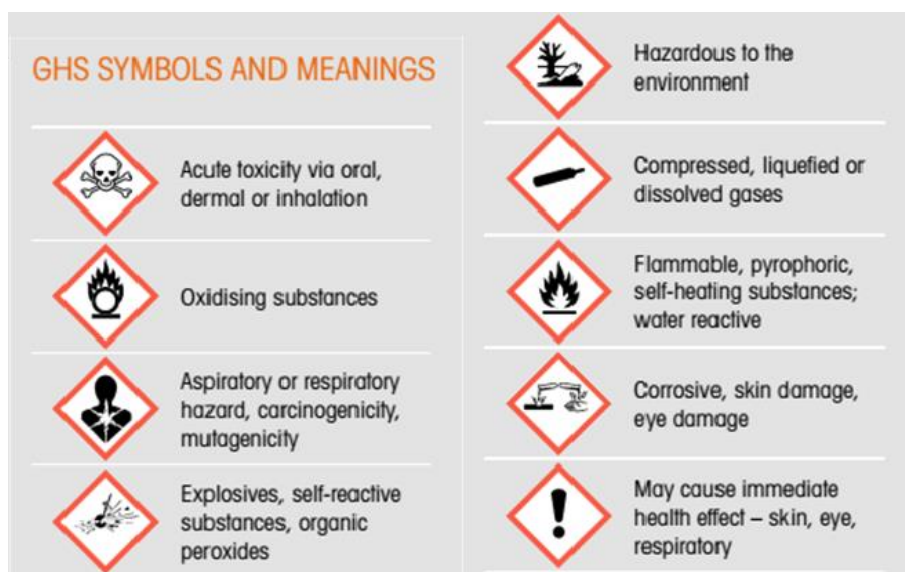 GHS SYMBOLS AND MEANINGS
Acute toxicity via oral,
dermal or inhalation
Oxidising substances
Aspiratory or respiratory
hazard, carcinogenicity,
mutagenicity
Explosives, self-reactive
substances, organic
peroxides
Hazardous to the
environment
Compressed, liquefied or
dissolved gases
Flammable, pyrophoric,
self-heating substances;
water reactive
Corrosive, skin damage,
eye damage
May cause immediate
health effect – skin, eye,
respiratory